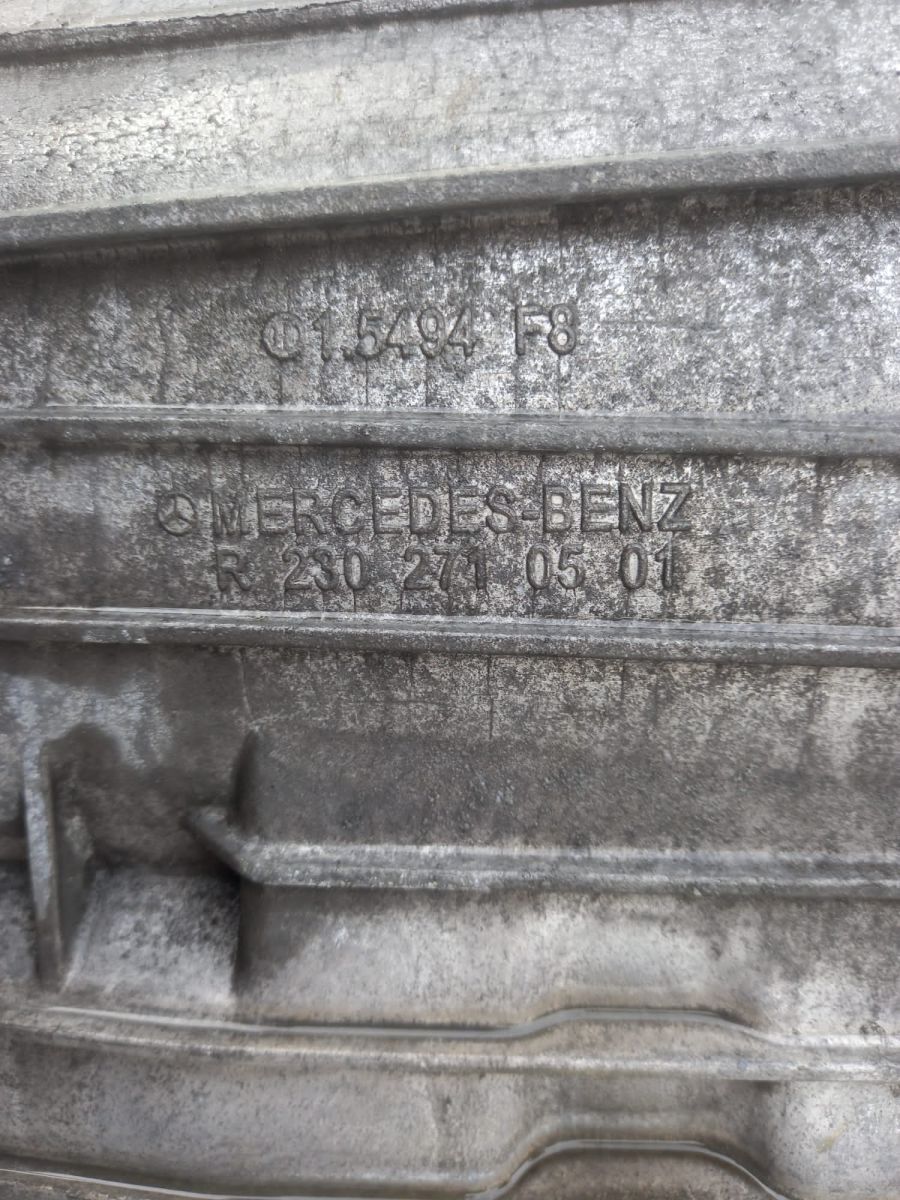 1.5494 F8
MERCEDES-BENZ
R 230 271 05 01